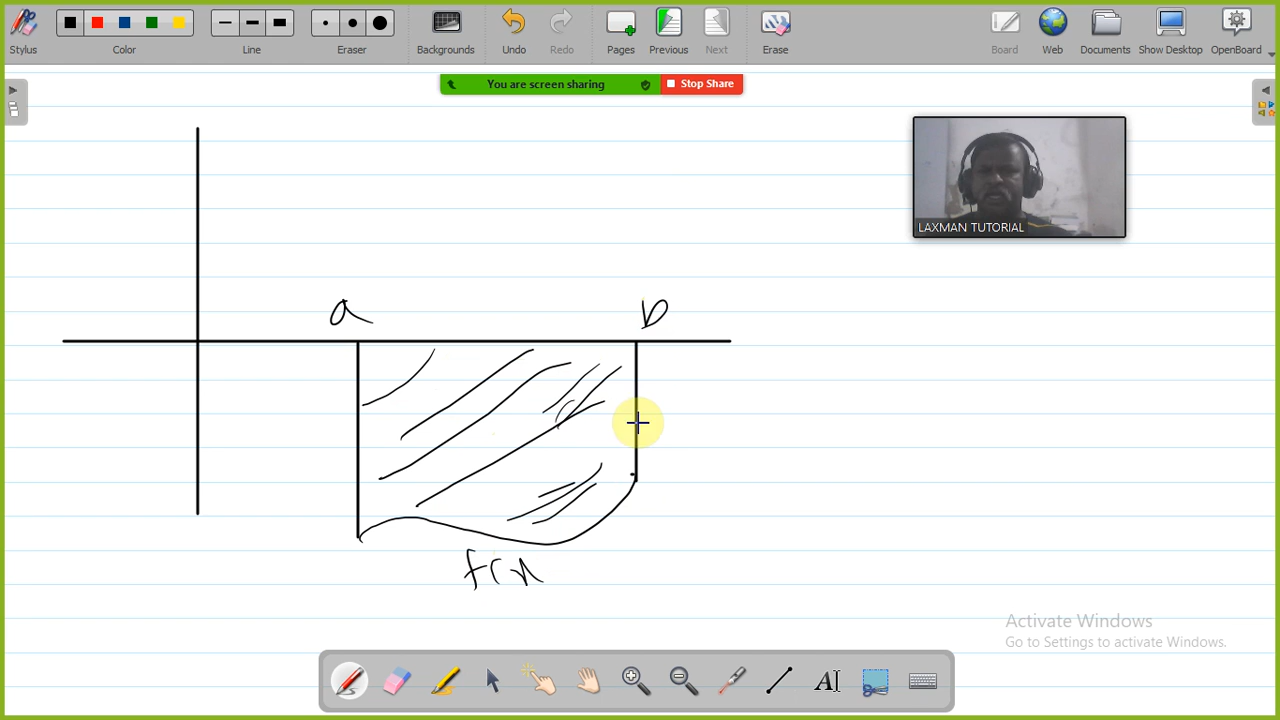 Stylus
Color
Line
Eraser
Backgrounds
Undo
Redo
Pages
Previous
Next
Erase
Board
Web
Documents
Show Desktop
OpenBoard
You are screen sharing
Stop Share
LAXMAN TUTORIAL
a b
f(x
Activate Windows
Go to Settings to activate Windows.
AI